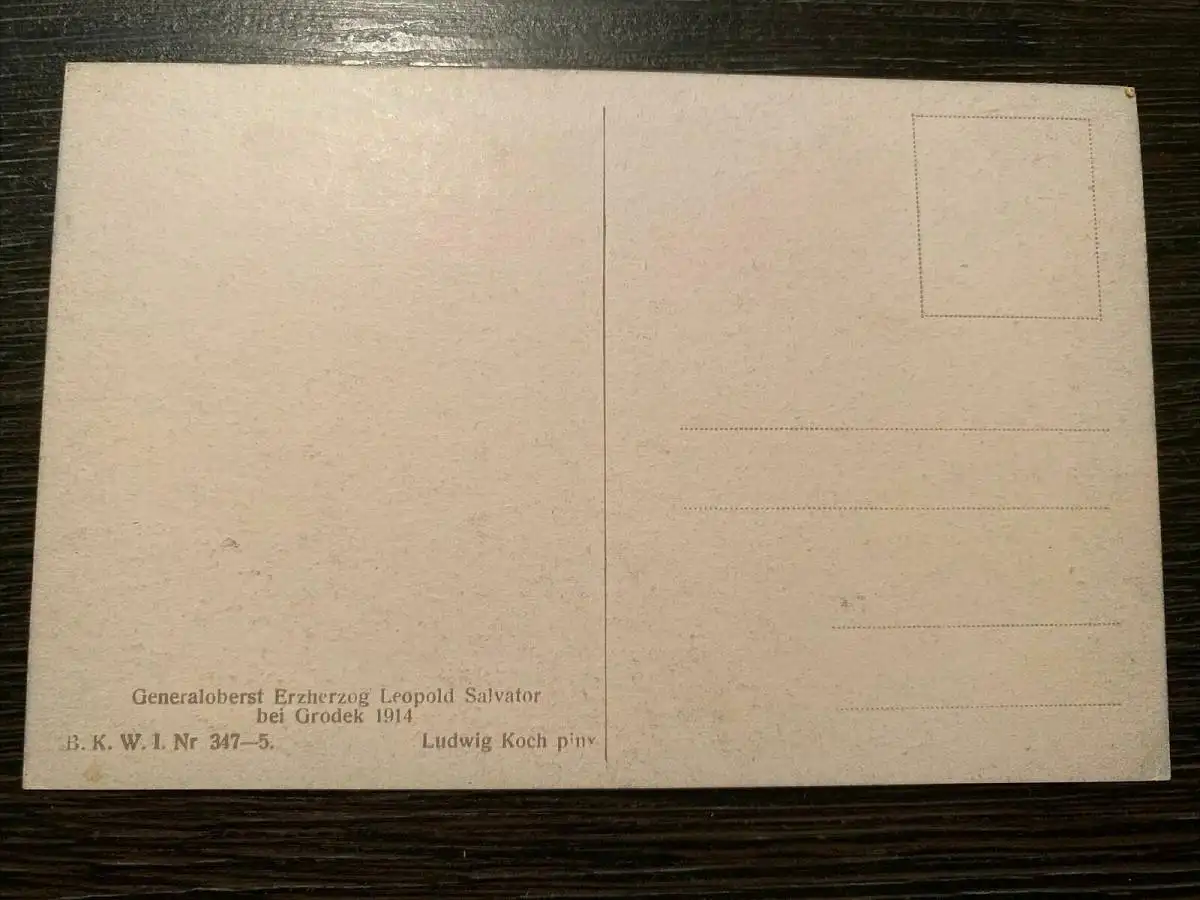 Generaloberst Erzherzog Leopold Salvator
bei Grodek 1914
B. K. W. I. Nr 347—5.
Ludwig Koch pinx